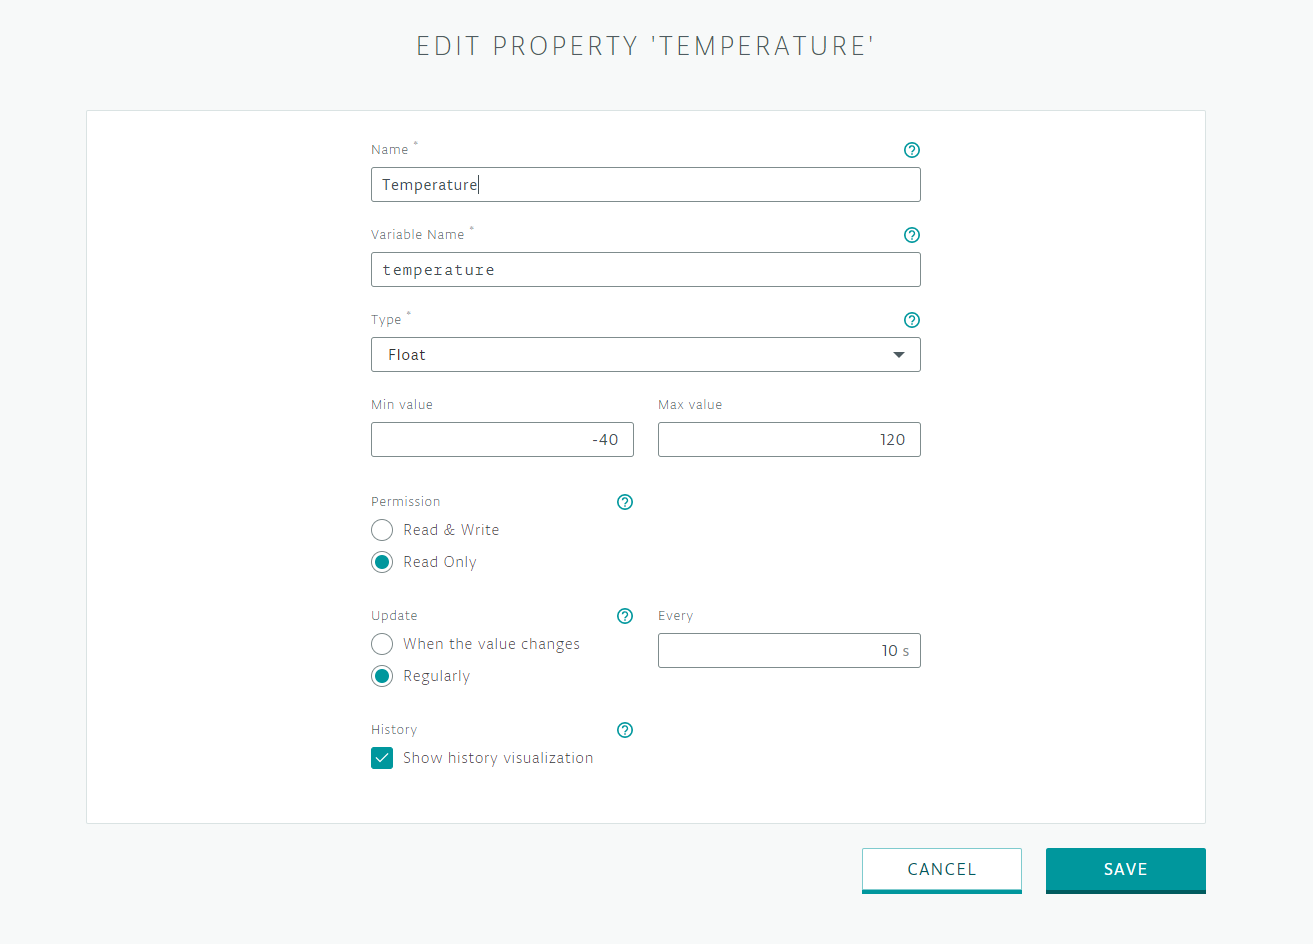 EDIT PROPERTY 'TEMPERATURE'
Name *
Temperature
Variable Name *
temperature
Type *
Float
Min value Max value
-40 120
Permission
Read & Write
Read Only
Update Every
When the value changes 10 s
Regularly
History
Show history visualization
CANCEL SAVE